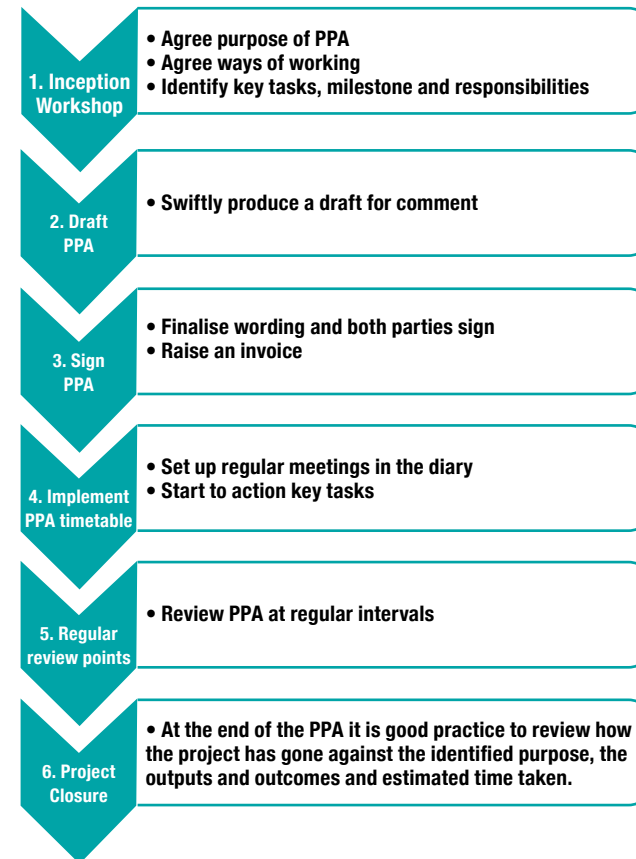 1. Inception
Workshop
• Agree purpose of PPA
• Agree ways of working
• Identify key tasks, milestone and responsibilities
2. Draft
PPA
• Swiftly produce a draft for comment
3. Sign
PPA
• Finalise wording and both parties sign
• Raise an invoice
4. Implement
PPA timetable
• Set up regular meetings in the diary
• Start to action key tasks
5. Regular
review points
• Review PPA at regular intervals
6. Project
Closure
• At the end of the PPA it is good practice to review how
the project has gone against the identified purpose, the
outputs and outcomes and estimated time taken.